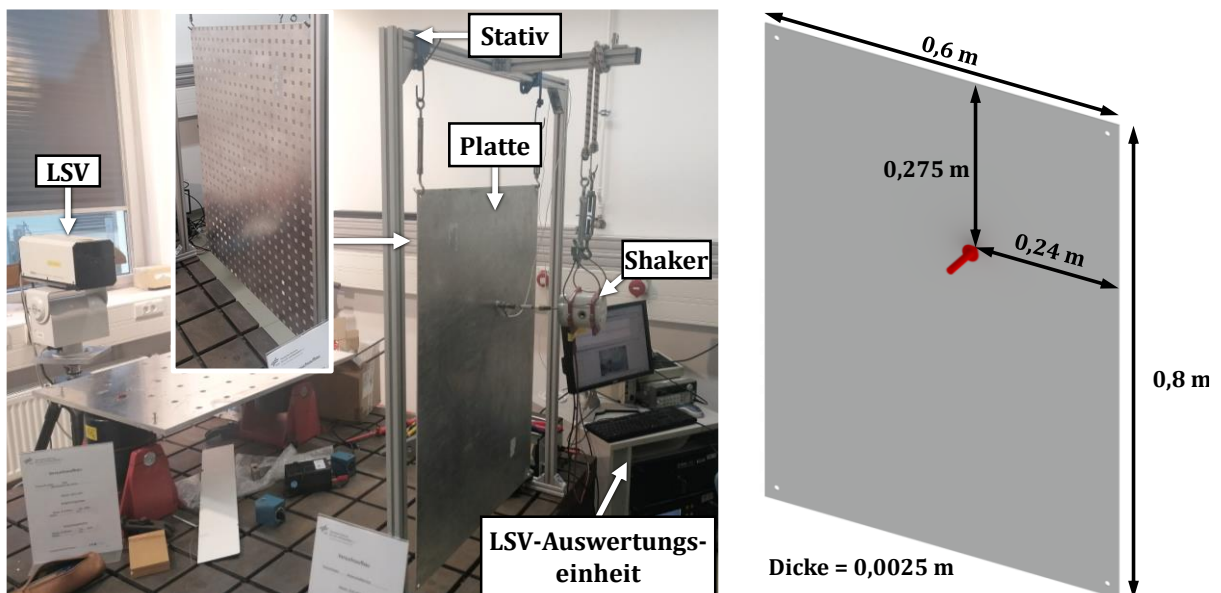 Stativ
LSV
Platte
Shaker
LSV-Auswertungs-
einheit
0,6 m
0,275 m
0,24 m
0,8 m
Dicke = 0,0025 m